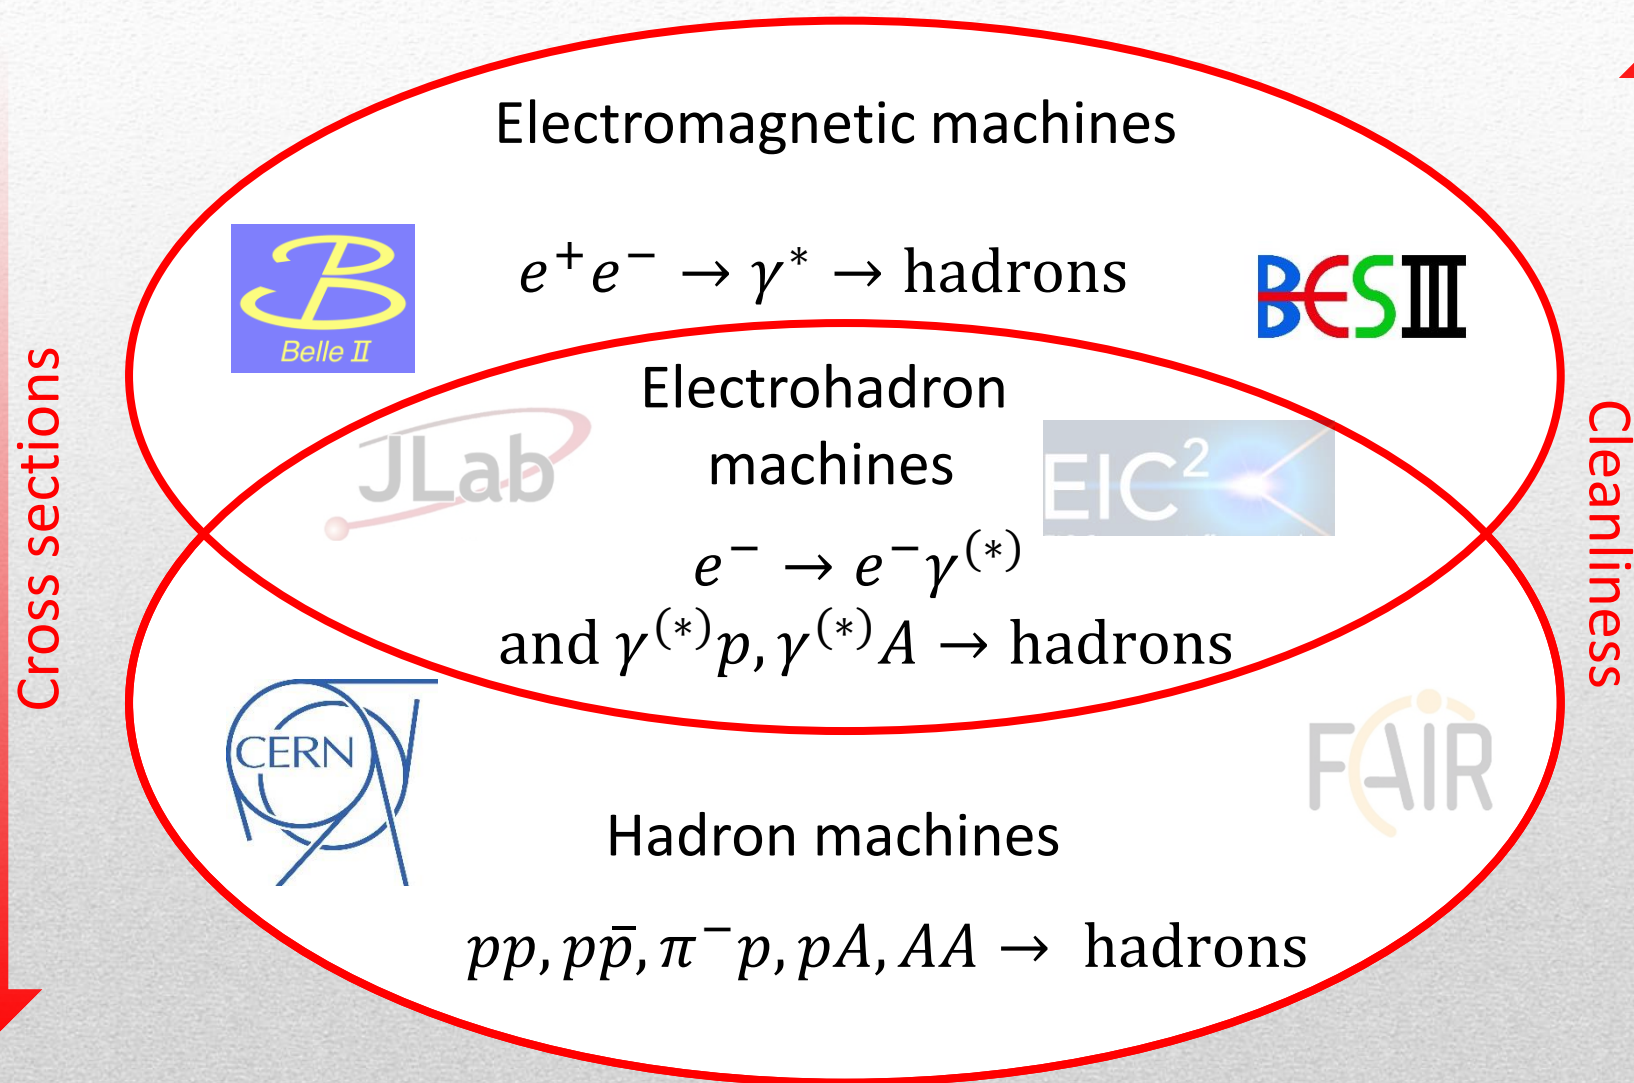 Electromagnetic machines
e⁺e⁻ → γ* → hadrons
Belle II
BESIII
Electrohadron
machines
JLab
EIC²
e⁻ → e⁻γ⁽*⁾
and γ⁽*⁾p, γ⁽*⁾A → hadrons
Cross sections
Cleanliness
CERN
FAIR
Hadron machines
pp, pp̄, π⁻p, pA, AA → hadrons